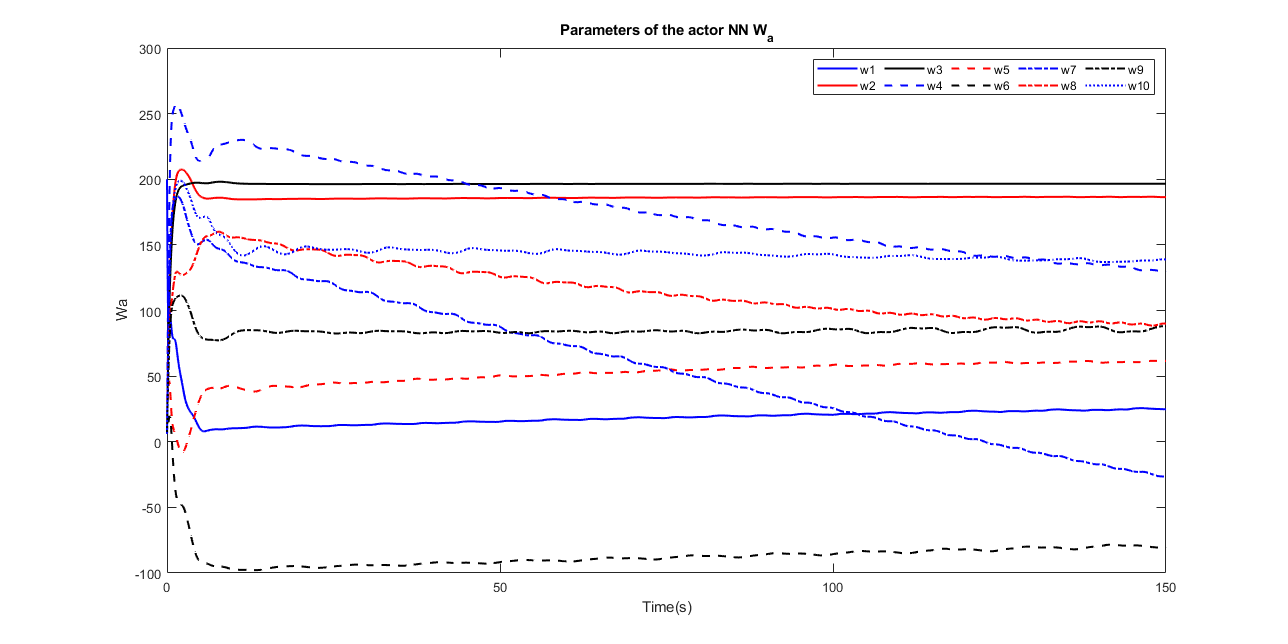 Parameters of the actor NN Wa
300
250
200
150
100
50
0
-50
-100
Wa
w1 w3 w5 w7 w9
w2 w4 w6 w8 w10
0 50 100 150
Time(s)